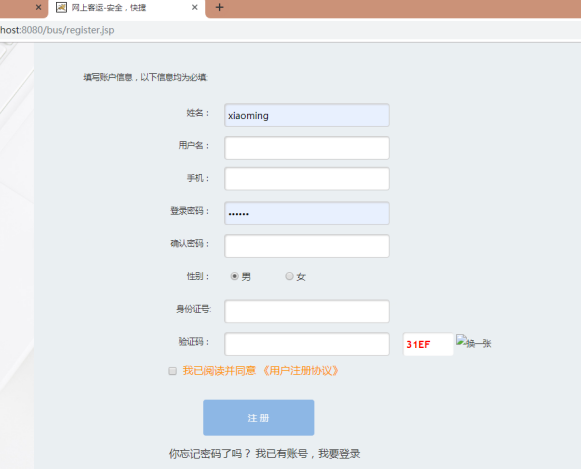 网上客运-安全，快捷
host:8080/bus/register.jsp
填写账户信息，以下信息均为必填:
姓名： xiaoming
用户名：
手机：
登录密码： ••••••
确认密码：
性别： 男 女
身份证号:
验证码： 31EF 换一张
我已阅读并同意 《用户注册协议》
注 册
你忘记密码了吗？ 我已有账号，我要登录